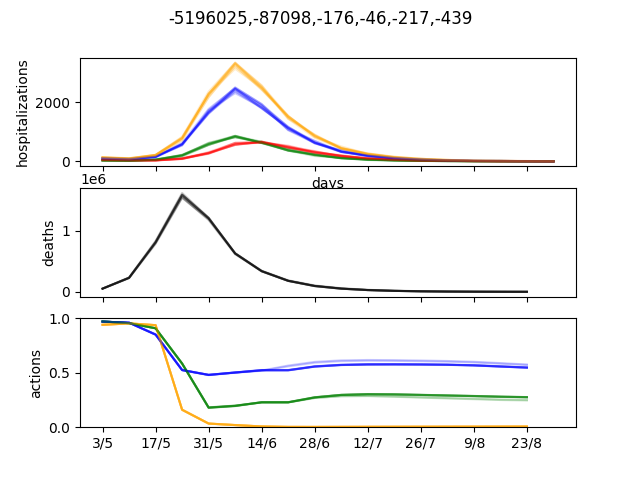 -5196025,-87098,-176,-46,-217,-439
hospitalizations
2000
0
days
1e6
deaths
1
0
actions
1.0
0.5
0.0
3/5 17/5 31/5 14/6 28/6 12/7 26/7 9/8 23/8